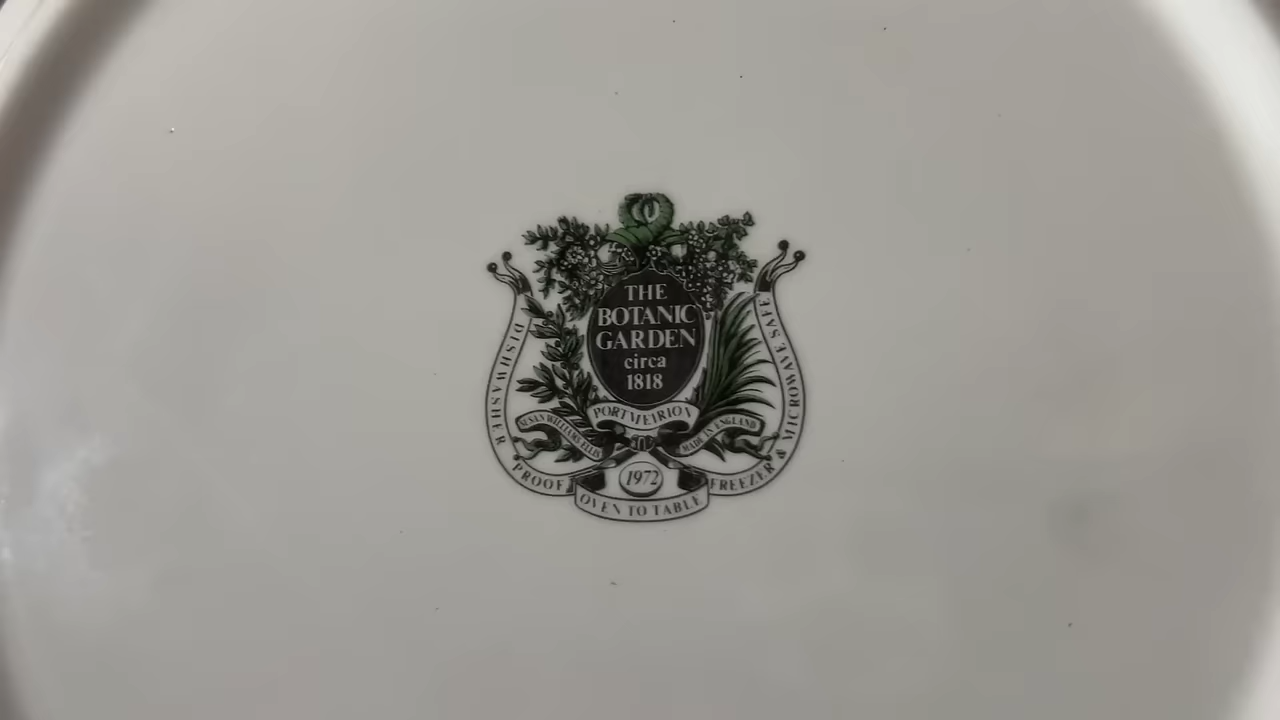 THE
BOTANIC
GARDEN
circa
1818
PORTMEIRION
SUSAN WILLIAMS-ELLIS
MADE IN ENGLAND
1972
DISHWASHER PROOF
OVEN TO TABLE
FREEZER & MICROWAVE SAFE